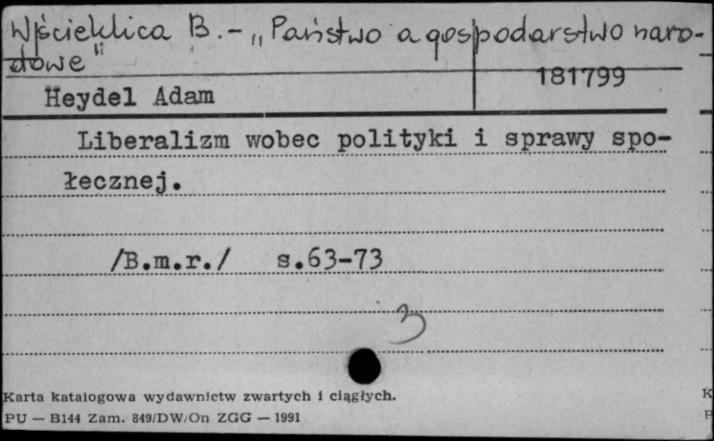 Wścieklica B. - „Państwo a gospodarstwo naro-
dowe"
181799
Heydel Adam
Liberalizm wobec polityki i sprawy spo-
łecznej.
/B.m.r./ s.63-73
3
Karta katalogowa wydawnictw zwartych i ciągłych.
PU — B144 Zam. 849/DW/On ZGG — 1991
K
P